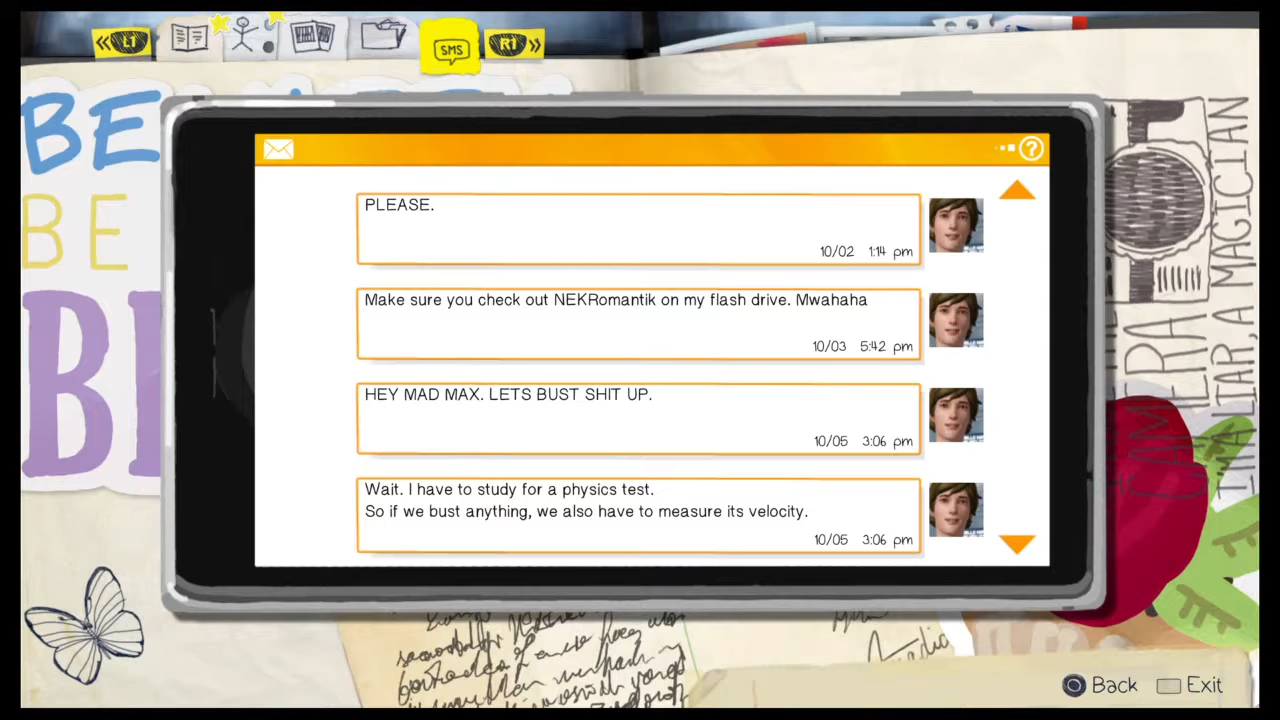 L1
SMS
R1
BE
BE
PLEASE.
10/02 1:14 pm
Make sure you check out NEKRomantik on my flash drive. Mwahaha
10/03 5:42 pm
HEY MAD MAX. LETS BUST SHIT UP.
10/05 3:06 pm
Wait. I have to study for a physics test.
So if we bust anything, we also have to measure its velocity.
10/05 3:06 pm
?
LIAR, A MAGICIAN
Back
Exit